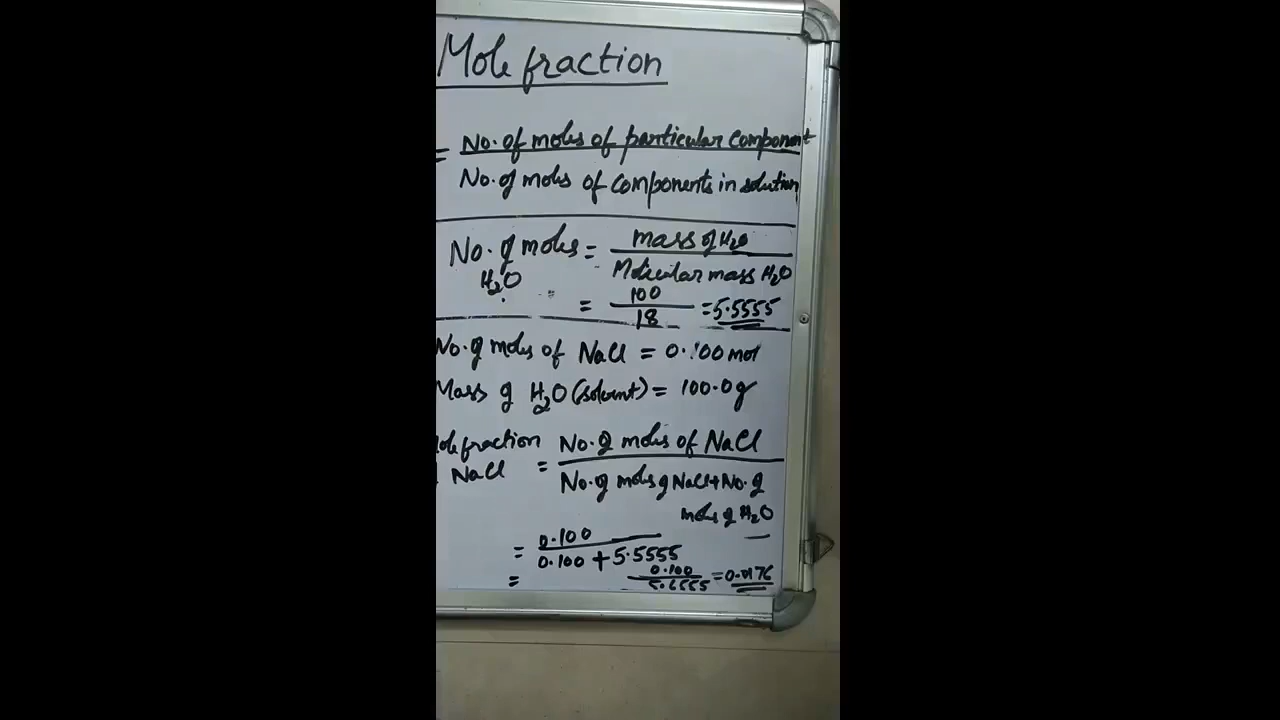 Mole fraction
= No. of moles of particular component
No. of moles of components in solution
No. of moles = mass of H₂O
H₂O Molicular mass H₂O
= 100
18 = 5.5555
No. of moles of NaCl = 0.100 mol
Mass of H₂O (solvent) = 100.0g
Mole fraction = No. of moles of NaCl
NaCl No. of moles of NaCl + No. of
moles of H₂O
= 0.100
0.100 + 5.5555
= 0.100
5.6555 = 0.0176